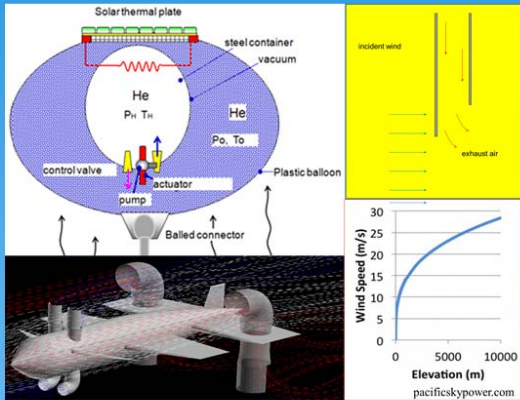 Solar thermal plate
steel container
vacuum
He
PH TH
He
Po, To
control valve
actuator
pump
Plastic balloon
Balled connector
incident wind
exhaust air
Wind Speed (m/s)
30
25
20
15
10
5
0
0 5000 10000
Elevation (m)
pacificskypower.com